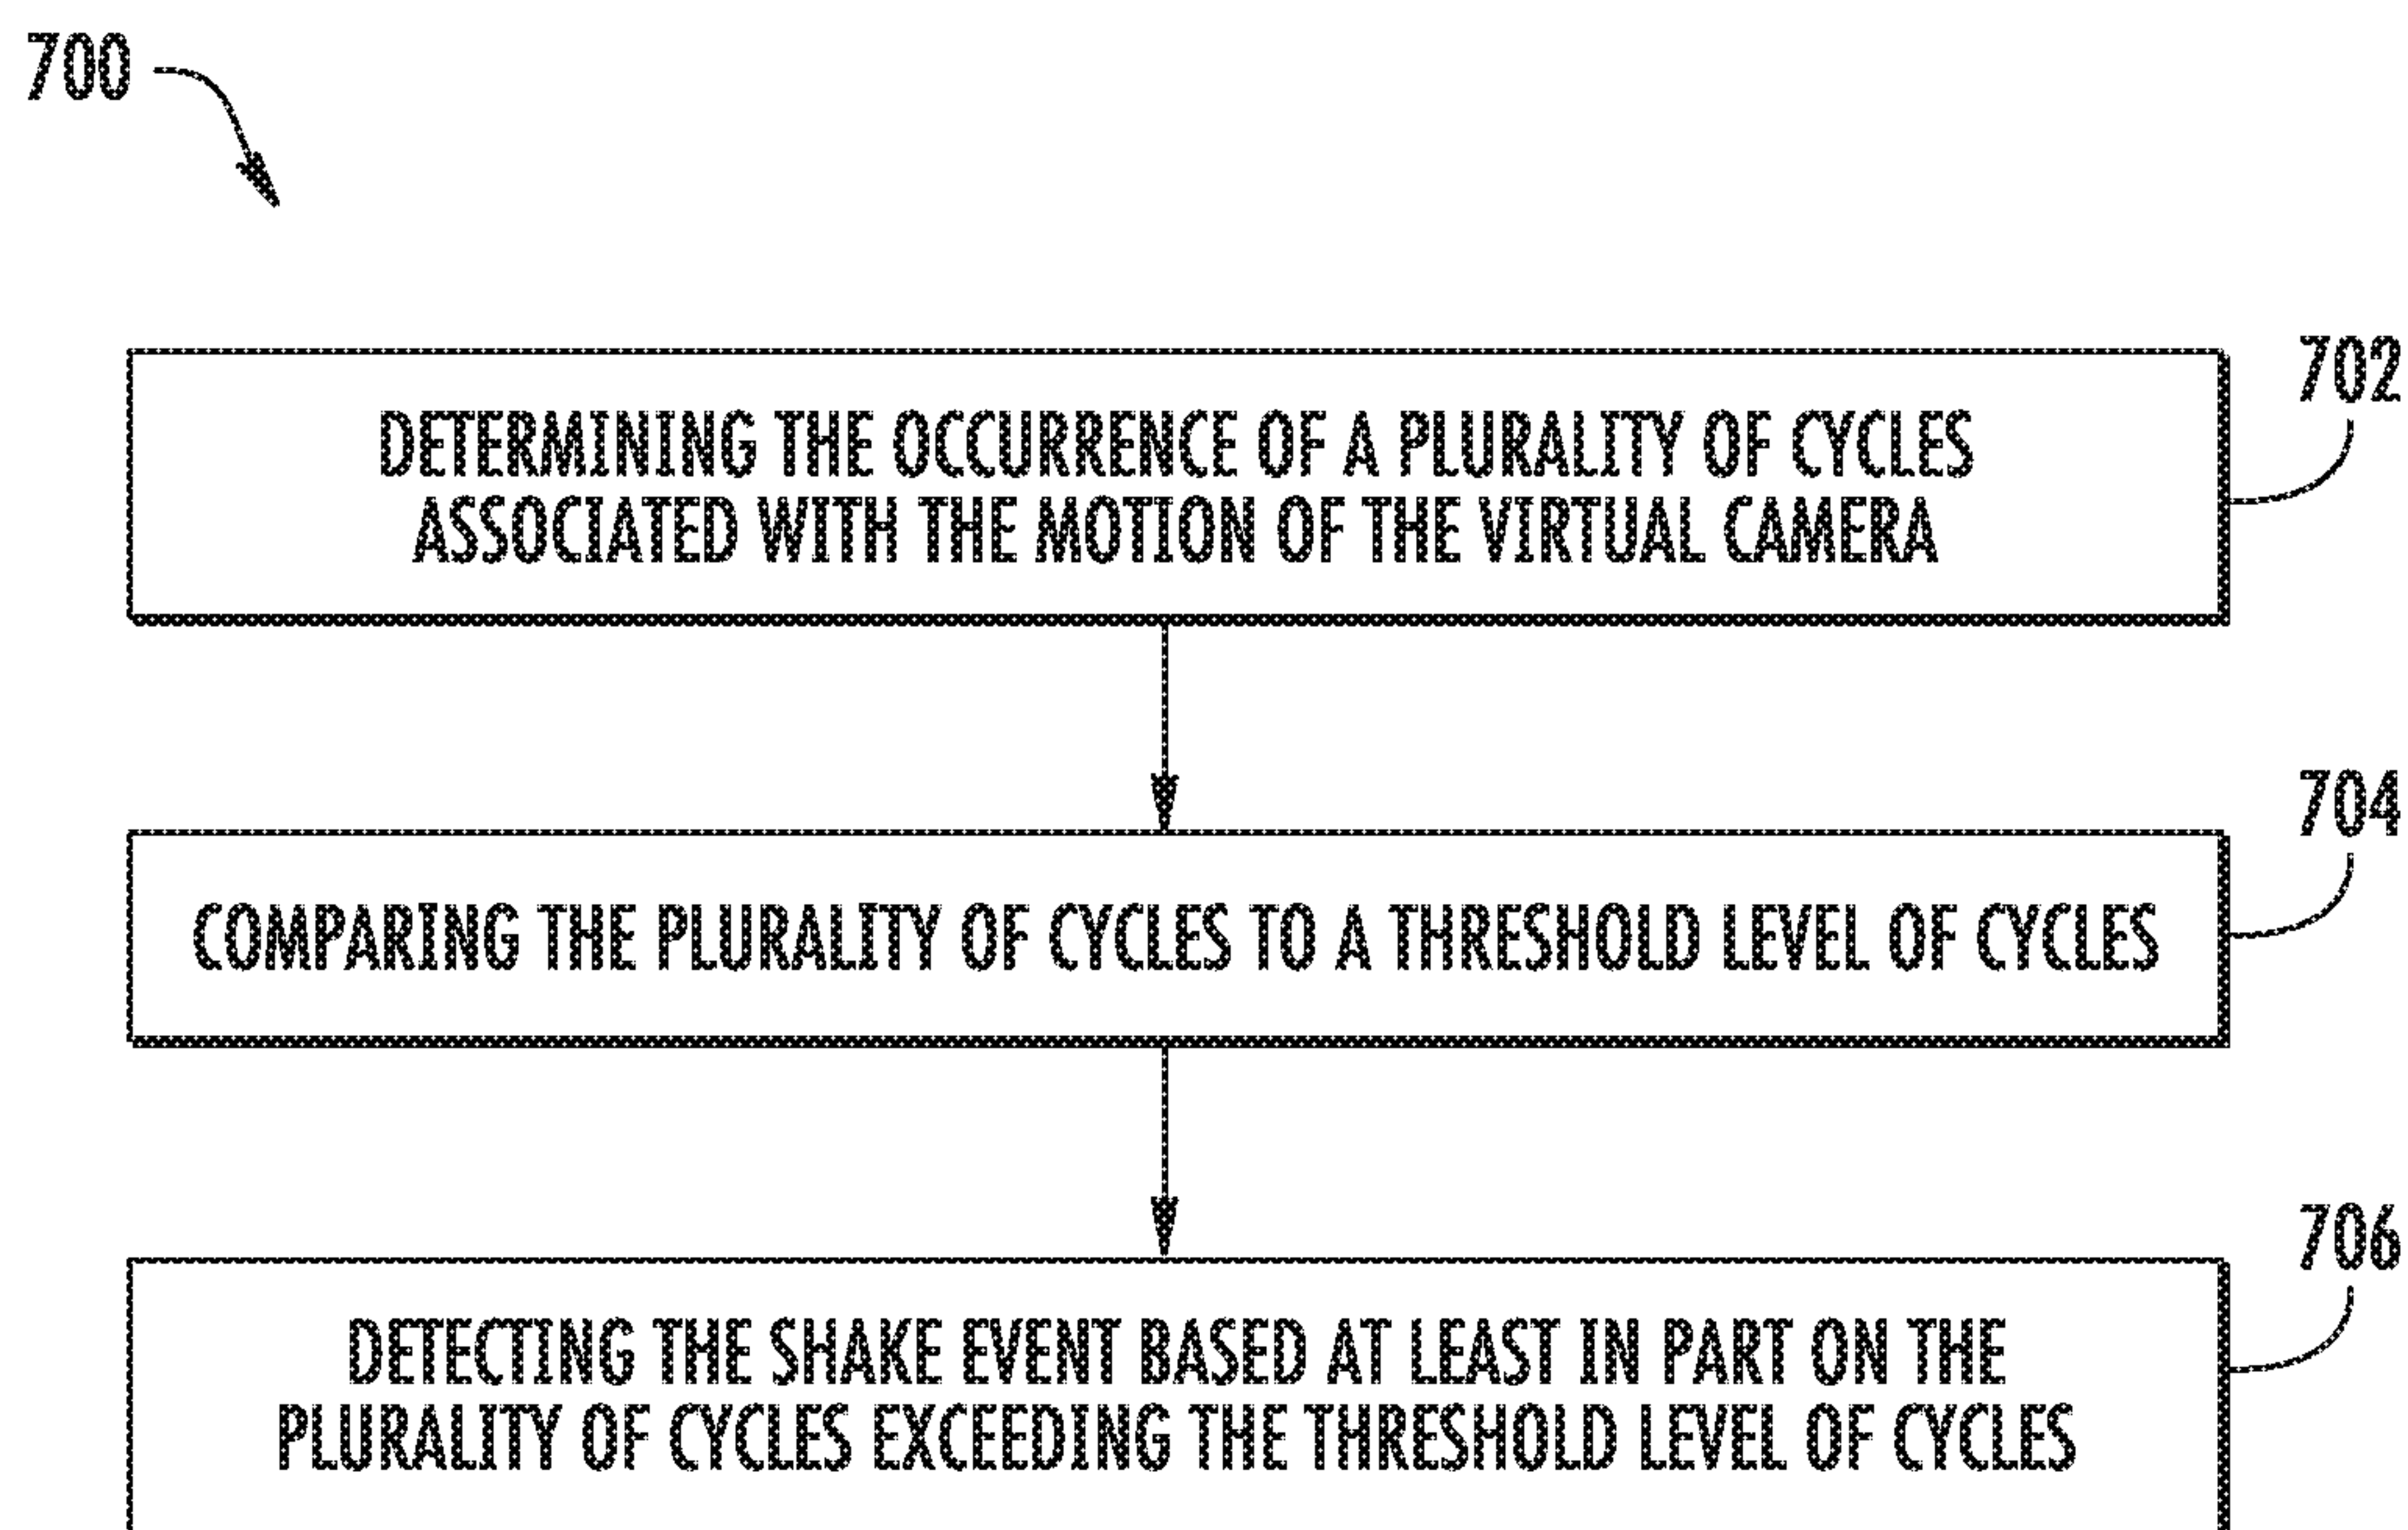 700
702
DETERMINING THE OCCURRENCE OF A PLURALITY OF CYCLES
ASSOCIATED WITH THE MOTION OF THE VIRTUAL CAMERA
704
COMPARING THE PLURALITY OF CYCLES TO A THRESHOLD LEVEL OF CYCLES
706
DETECTING THE SHAKE EVENT BASED AT LEAST IN PART ON THE
PLURALITY OF CYCLES EXCEEDING THE THRESHOLD LEVEL OF CYCLES